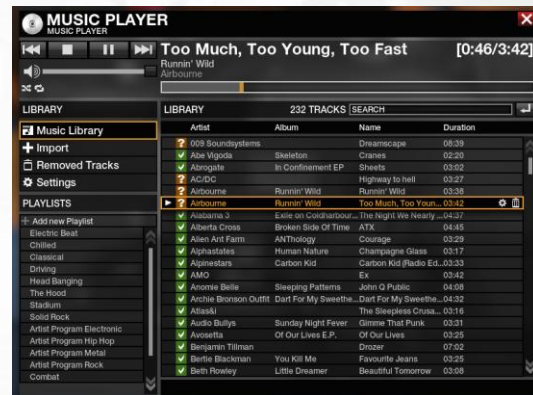 MUSIC PLAYER
MUSIC PLAYER
Too Much, Too Young, Too Fast [0:46/3:42]
Runnin' Wild
Airbourne
LIBRARY
Music Library
Import
Removed Tracks
Settings
PLAYLISTS
+ Add new Playlist
Electric Beat
Chilled
Classical
Driving
Head Banging
The Hood
Stadium
Solid Rock
Artist Program Electronic
Artist Program Hip Hop
Artist Program Metal
Artist Program Rock
Combat
LIBRARY 232 TRACKS SEARCH
Artist Album Name Duration
? 009 Soundsystems Dreamscape 08:39
Abe Vigoda Skeleton Cranes 02:20
Abrogate In Confinement EP Sheets 03:02
? AC/DC Highway to hell 03:27
? Airbourne Runnin' Wild Runnin' Wild 03:38
? Airbourne Runnin' Wild Too Much, Too Youn... 03:42
Alabama 3 Exile on Coldharbour... The Night We Nearly ... 04:37
Alberta Cross Broken Side Of Time ATX 04:45
Alien Ant Farm ANThology Courage 03:29
Alphastates Human Nature Champagne Glass 03:17
Alpinestars Carbon Kid Carbon Kid (Radio Ed... 03:33
AMO Ex 03:42
Anomie Belle Sleeping Patterns John Q Public 04:08
Archie Bronson Outfit Dart For My Sweethe... Dart For My Sweethe... 04:32
Atlas&i The Sleepless Crusa... 03:16
Audio Bullys Sunday Night Fever Gimme That Punk 03:31
Avosetta Of Our Lives E.P. Of Our Lives 03:25
Benjamin Tillman Drozer 07:02
Bertie Blackman You Kill Me Favourite Jeans 03:25
Beth Rowley Little Dreamer Beautiful Tomorrow 03:08